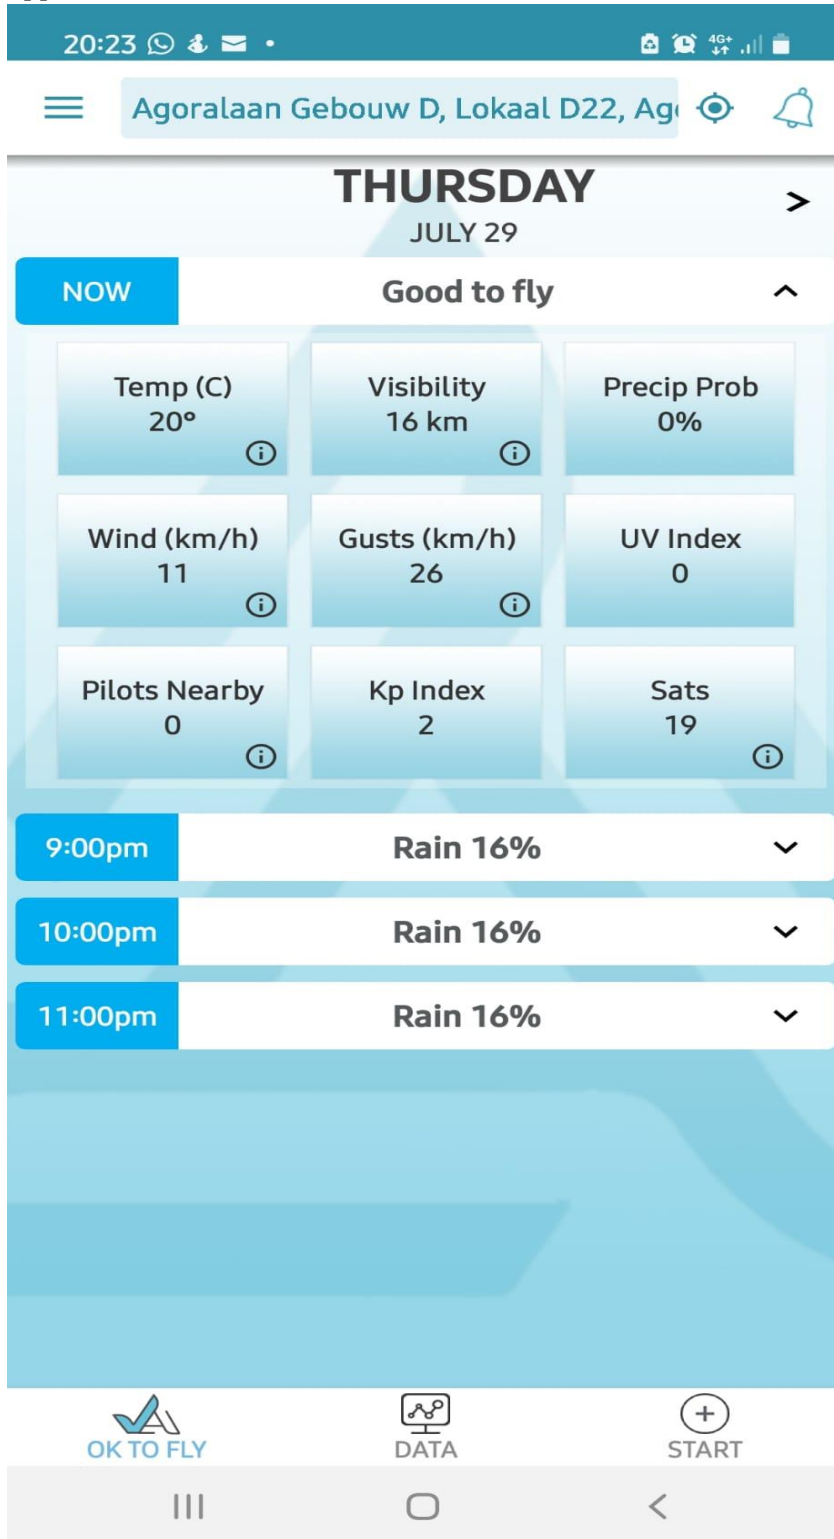 20:23
4G+
Agoralaan Gebouw D, Lokaal D22, Ag
THURSDAY
>
JULY 29
NOW
Good to fly
Temp (C)
20°
Visibility
16 km
Precip Prob
0%
Wind (km/h)
11
Gusts (km/h)
26
UV Index
0
Pilots Nearby
0
Kp Index
2
Sats
19
9:00pm
Rain 16%
10:00pm
Rain 16%
11:00pm
Rain 16%
OK TO FLY
DATA
START